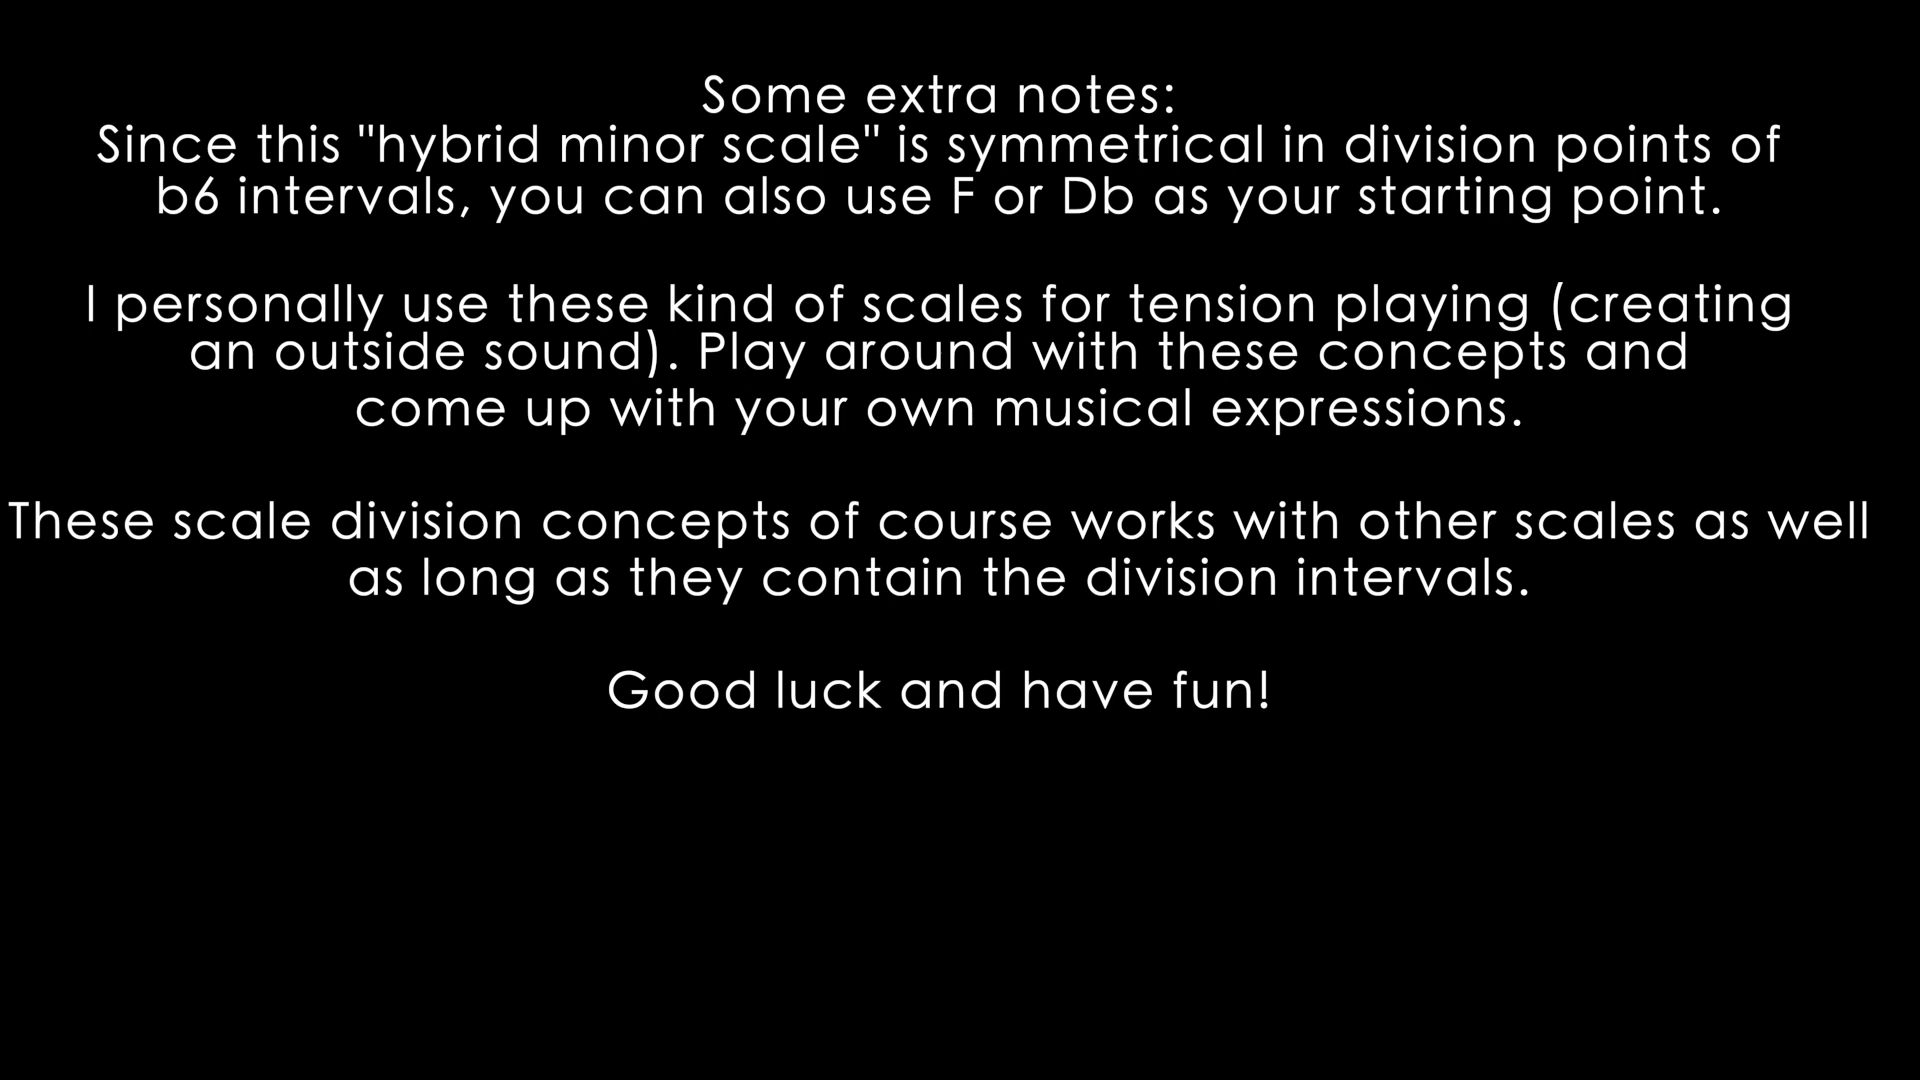 Some extra notes:
Since this "hybrid minor scale" is symmetrical in division points of
b6 intervals, you can also use F or Db as your starting point.
I personally use these kind of scales for tension playing (creating
an outside sound). Play around with these concepts and
come up with your own musical expressions.
These scale division concepts of course works with other scales as well
as long as they contain the division intervals.
Good luck and have fun!